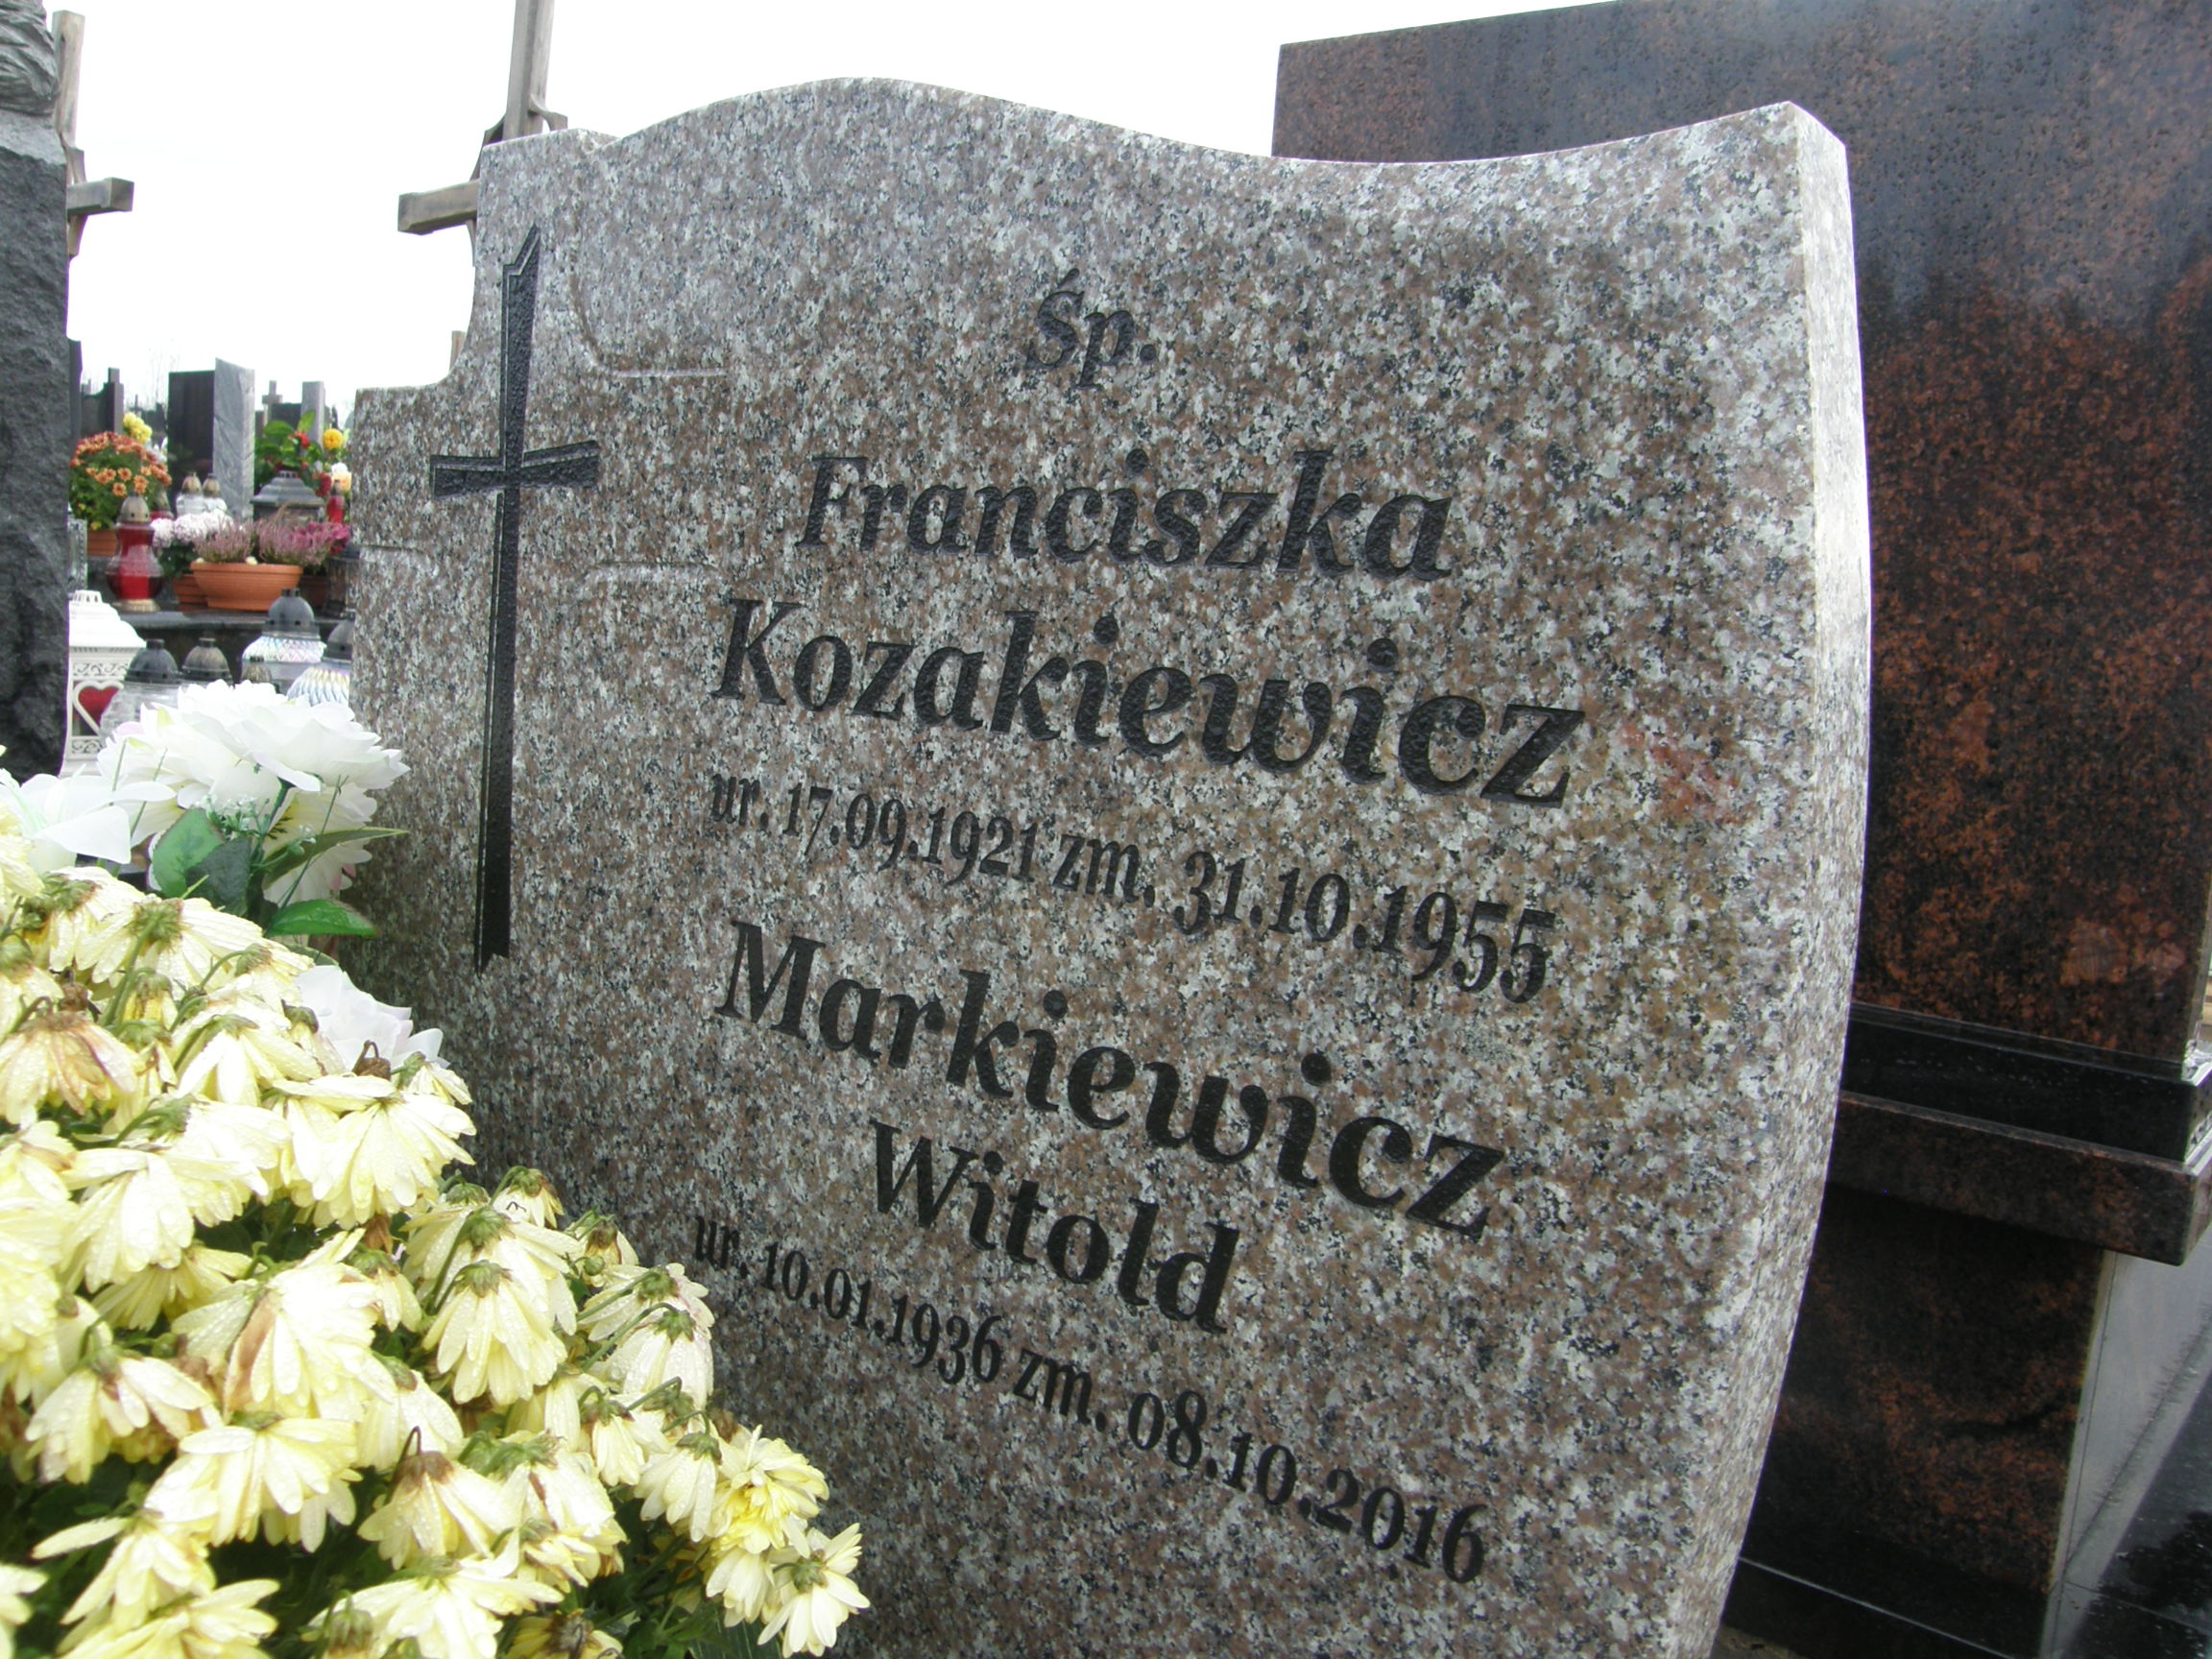 Śp.
Franciszka
Kozakiewicz
ur. 17.09.1921 zm. 31.10.1955
Markiewicz
Witold
ur. 10.01.1936 zm. 08.10.2016